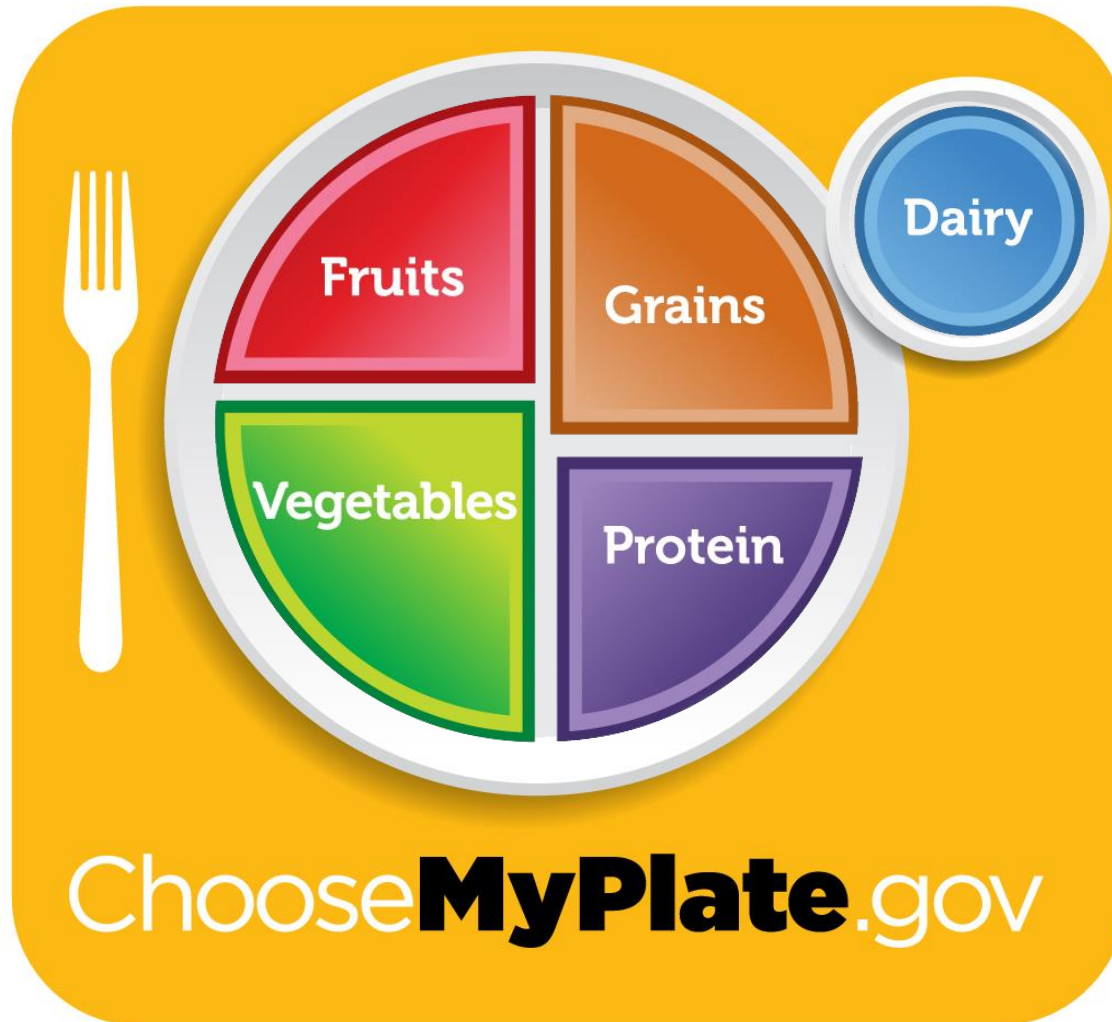 Fruits
Grains
Dairy
Vegetables
Protein
ChooseMyPlate.gov